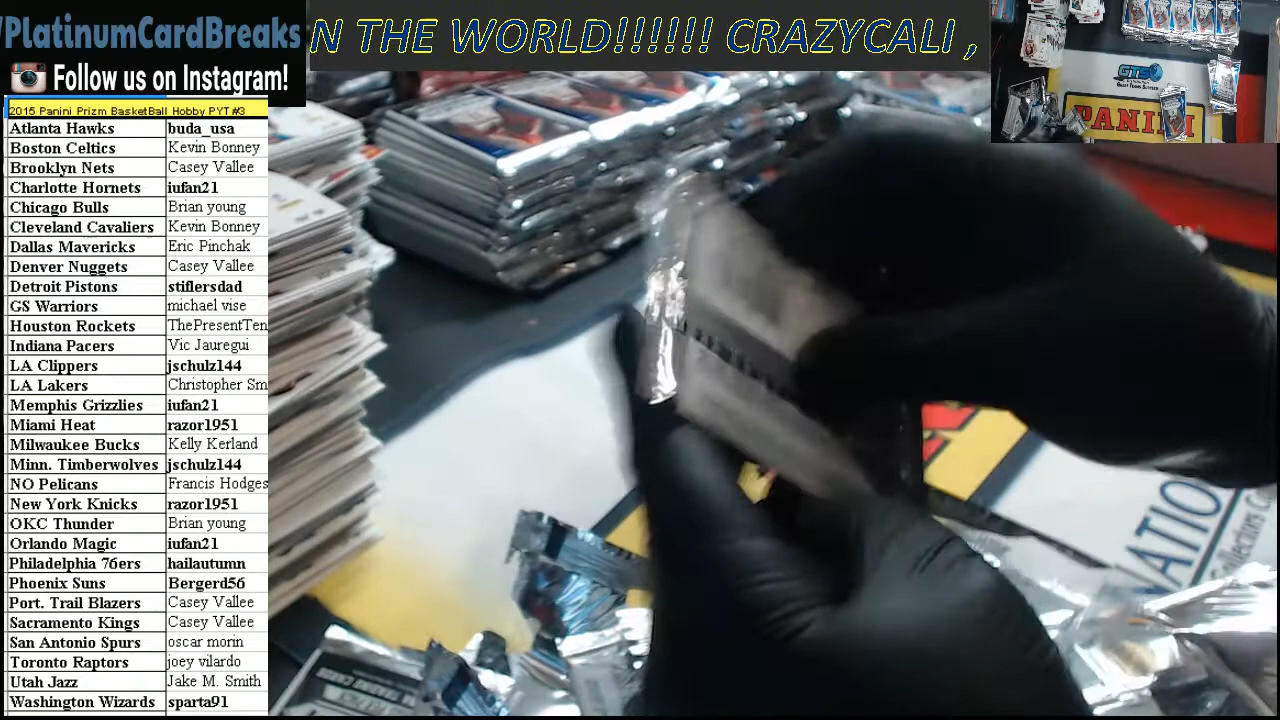 /PlatinumCardBreaks
N THE WORLD!!!!!! CRAZYCALI ,
Follow us on Instagram!
2015 Panini Prizm BasketBall Hobby PYT #3
Atlanta Hawks buda_usa
Boston Celtics Kevin Bonney
Brooklyn Nets Casey Vallee
Charlotte Hornets iufan21
Chicago Bulls Brian young
Cleveland Cavaliers Kevin Bonney
Dallas Mavericks Eric Pinchak
Denver Nuggets Casey Vallee
Detroit Pistons stiflersdad
GS Warriors michael vise
Houston Rockets ThePresentTen
Indiana Pacers Vic Jauregui
LA Clippers jschulz144
LA Lakers Christopher Sm
Memphis Grizzlies iufan21
Miami Heat razor1951
Milwaukee Bucks Kelly Kerland
Minn. Timberwolves jschulz144
NO Pelicans Francis Hodges
New York Knicks razor1951
OKC Thunder Brian young
Orlando Magic iufan21
Philadelphia 76ers hailautumn
Phoenix Suns Bergerd56
Port. Trail Blazers Casey Vallee
Sacramento Kings Casey Vallee
San Antonio Spurs oscar morin
Toronto Raptors joey vilardo
Utah Jazz Jake M. Smith
Washington Wizards sparta91
GTS
PANINI
NATIO
Collectors Co